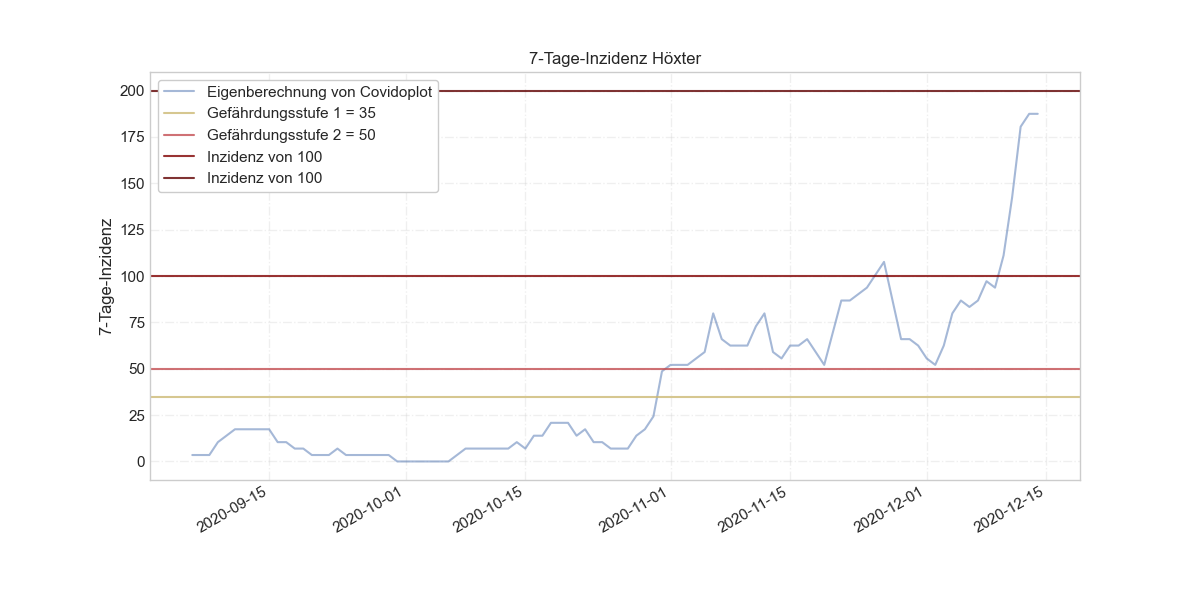 7-Tage-Inzidenz Höxter
200
175
150
125
100
75
50
25
0
7-Tage-Inzidenz
Eigenberechnung von Covidoplot
Gefährdungsstufe 1 = 35
Gefährdungsstufe 2 = 50
Inzidenz von 100
Inzidenz von 100
2020-09-15
2020-10-01
2020-10-15
2020-11-01
2020-11-15
2020-12-01
2020-12-15